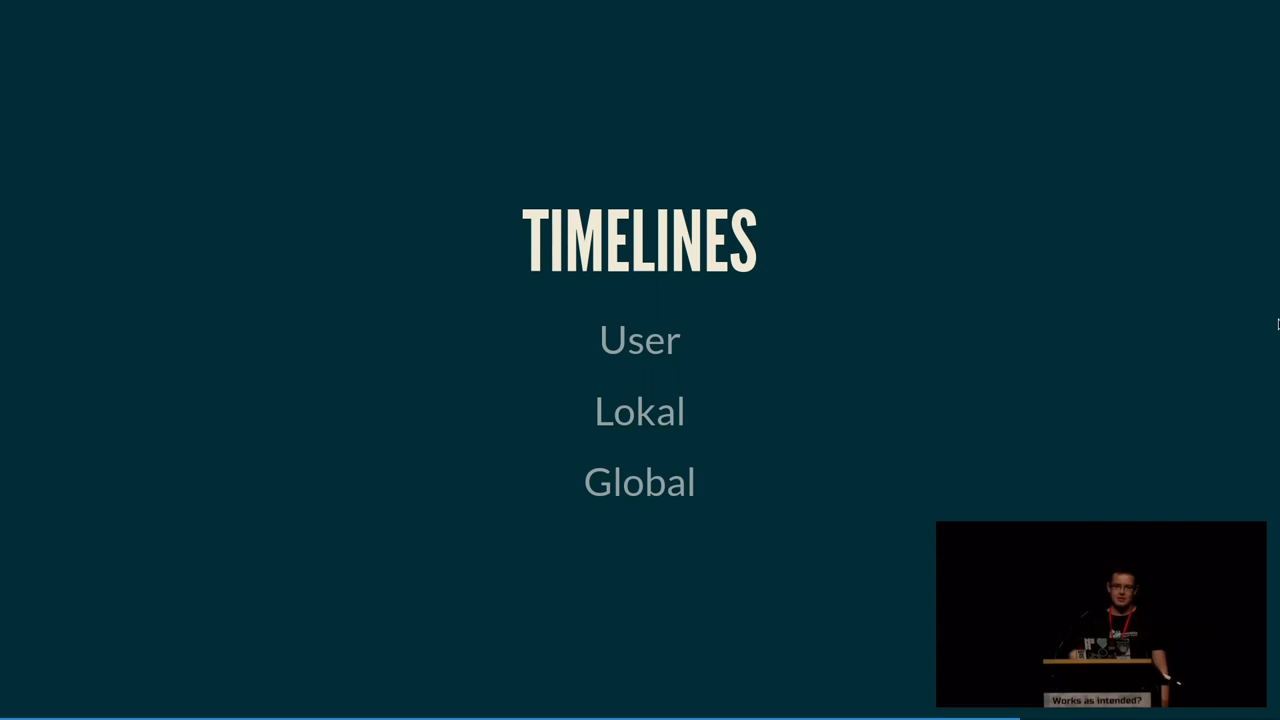 TIMELINES
User
Lokal
Global
Works as intended?